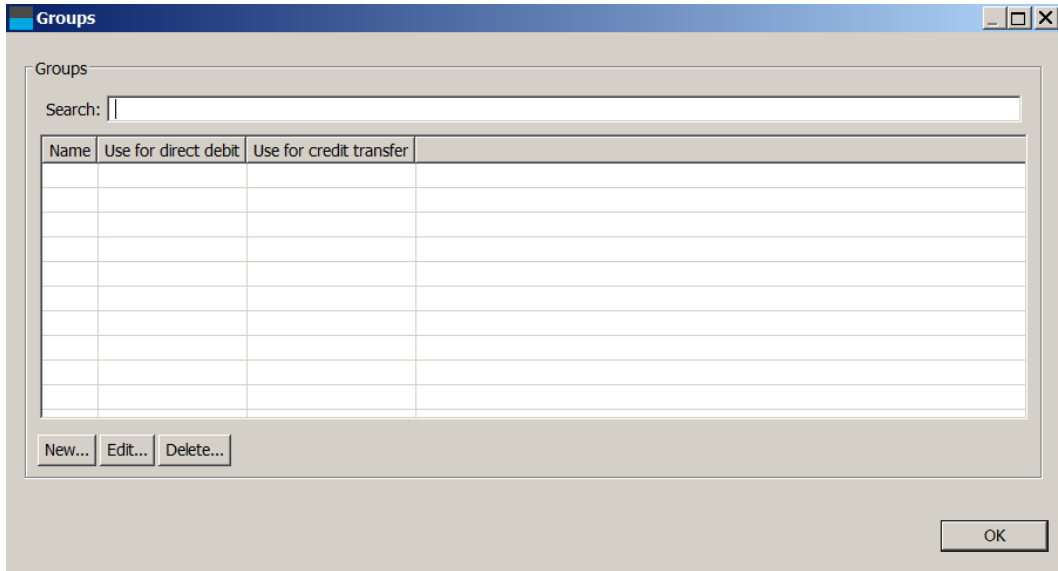 Groups
Groups
Search:
Name Use for direct debit Use for credit transfer
New... Edit... Delete...
OK